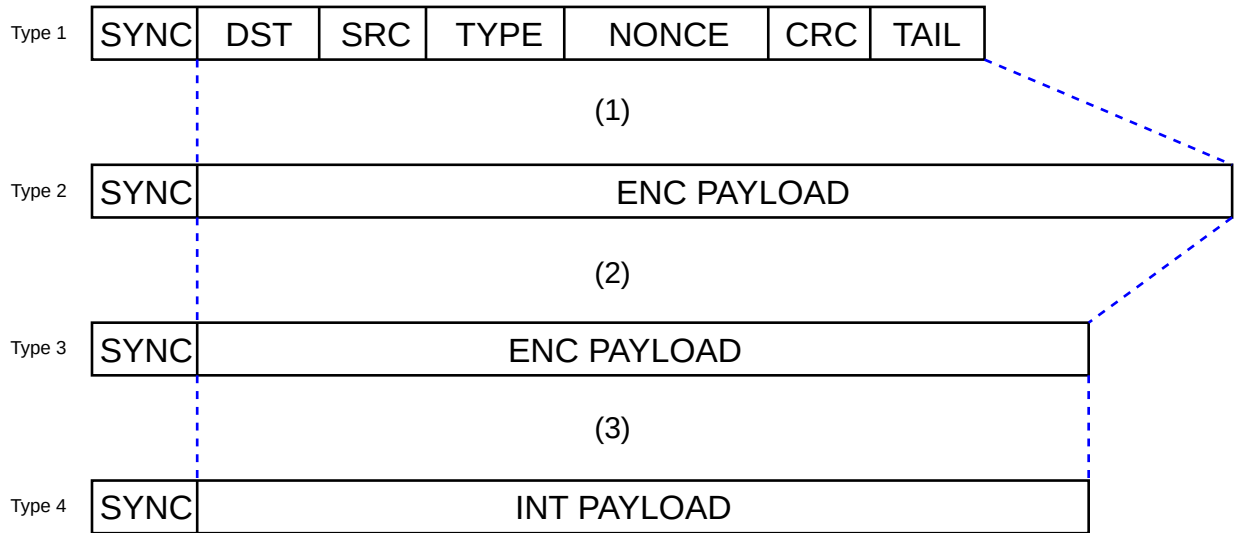 Type 1 SYNC DST SRC TYPE NONCE CRC TAIL
(1)
Type 2 SYNC ENC PAYLOAD
(2)
Type 3 SYNC ENC PAYLOAD
(3)
Type 4 SYNC INT PAYLOAD